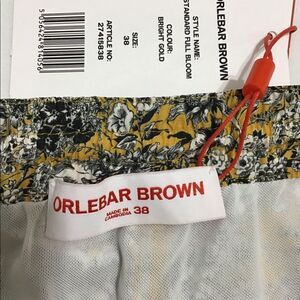 ORLEBAR BROWN
STYLE NAME:
STANDARD FULL BLOOM
COLOUR:
BRIGHT GOLD
SIZE:
38
ARTICLE NO.
27416838
ORLEBAR BROWN
MADE IN
CAMBODIA
38